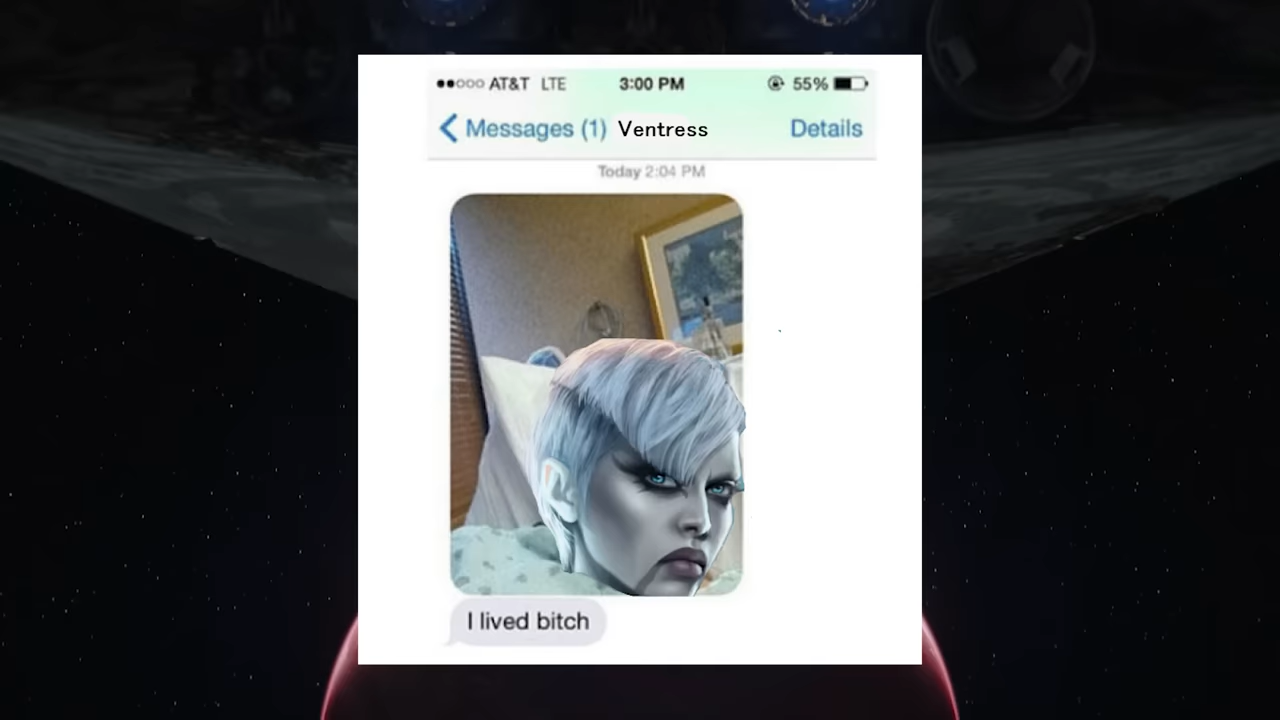 AT&T LTE 3:00 PM 55%
Messages (1) Ventress Details
Today 2:04 PM
I lived bitch